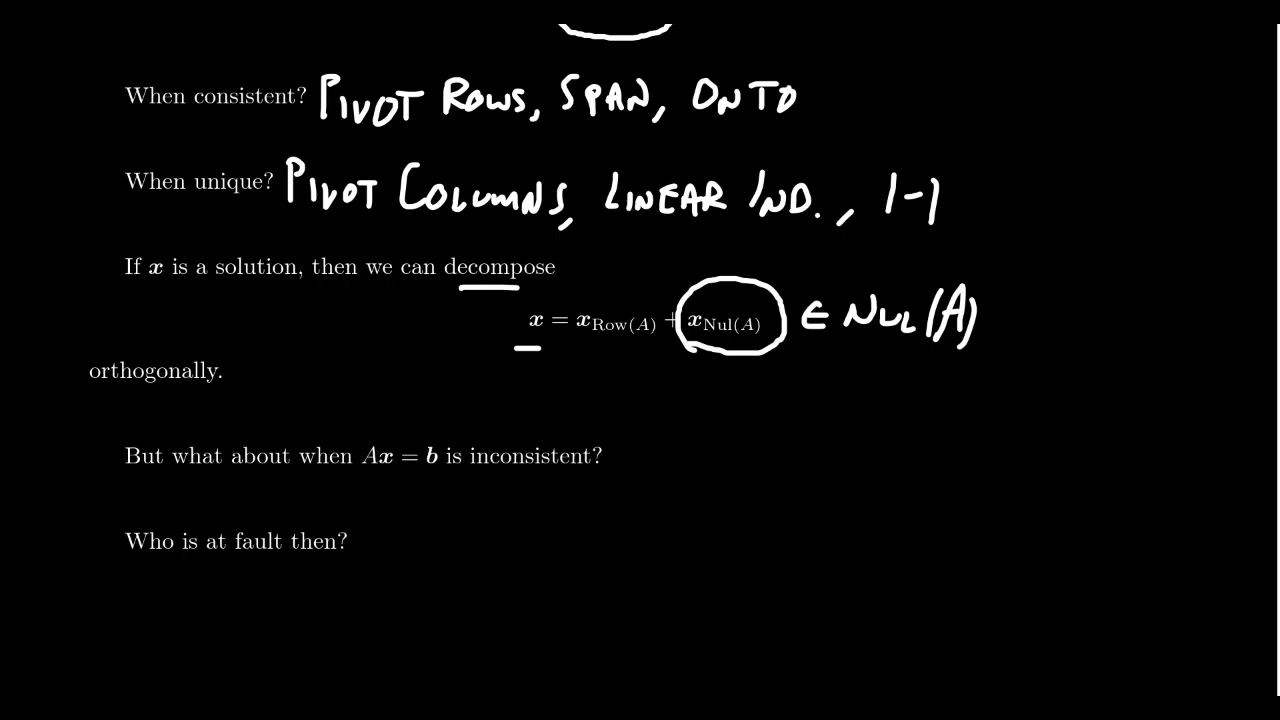 When consistent? PIVOT ROWS, SPAN, ONTO
When unique? PIVOT COLUMNS, LINEAR IND., 1-1
If x is a solution, then we can decompose
x = x_Row(A) + x_Nul(A) ∈ NUL(A)
orthogonally.
But what about when Ax = b is inconsistent?
Who is at fault then?